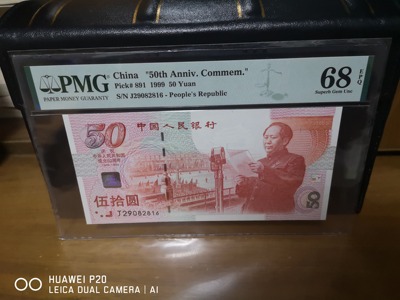 PMG
PAPER MONEY GUARANTY
China "50th Anniv. Commem."
Pick# 891 1999 50 Yuan
S/N J29082816 - People's Republic
68 EPQ
Superb Gem Unc
50
中国人民银行
伍拾圆
J29082816
50
HUAWEI P20
LEICA DUAL CAMERA | AI